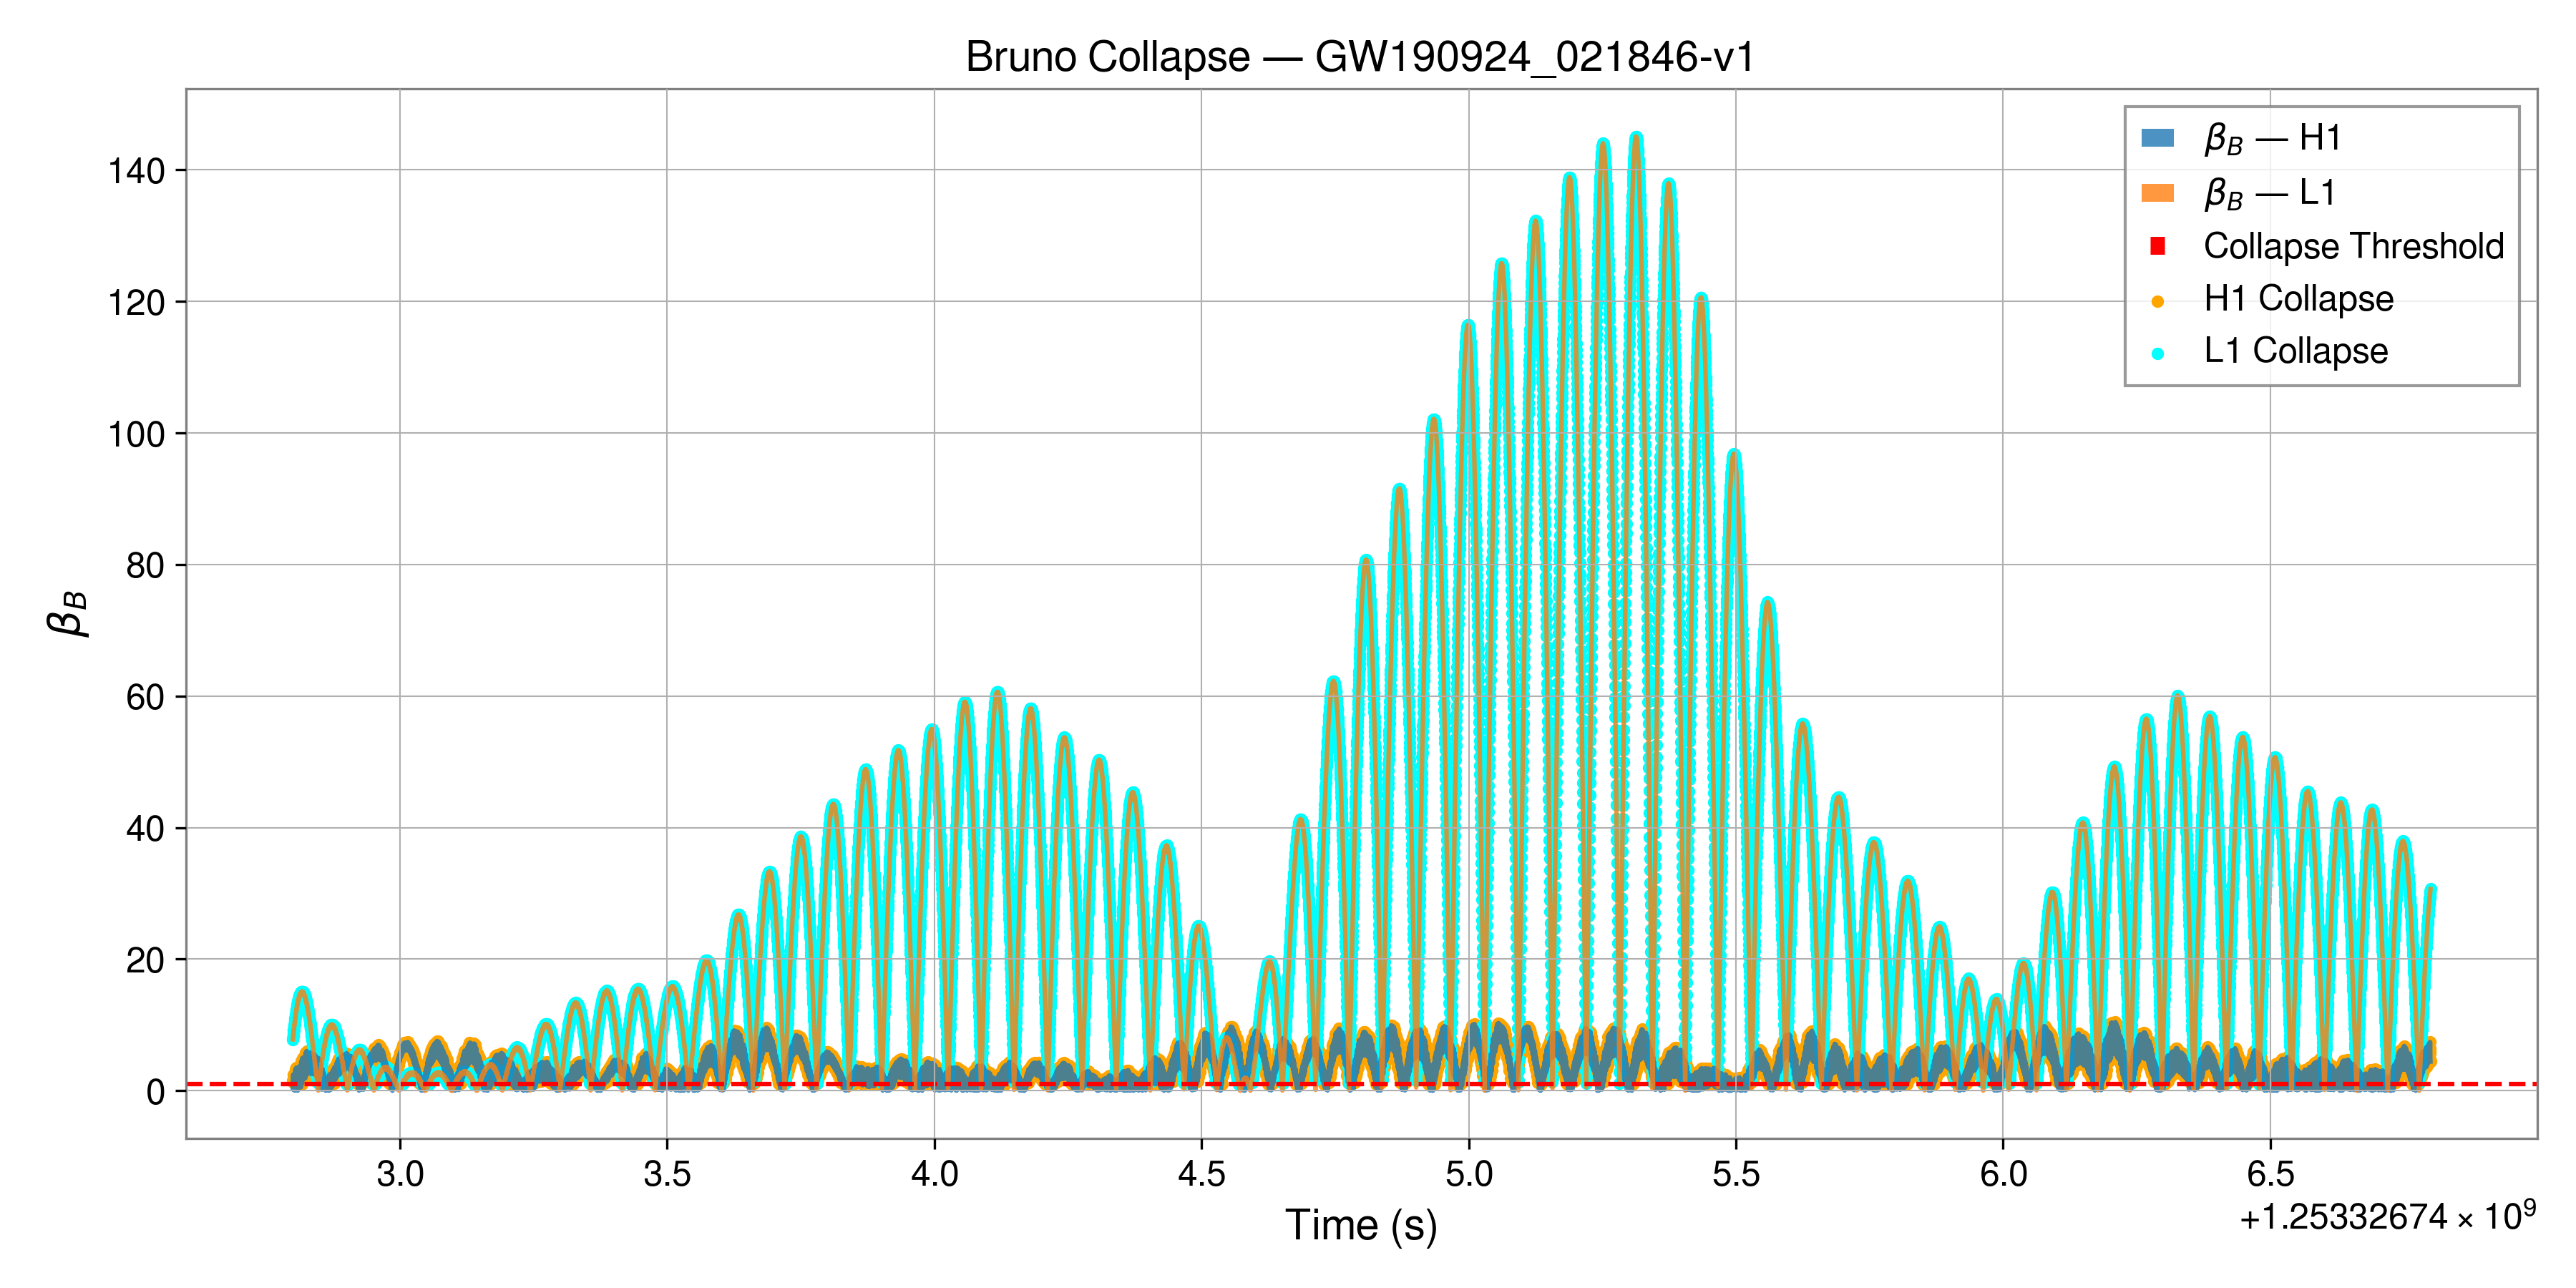 Bruno Collapse — GW190924_021846-v1
β_B — H1
β_B — L1
Collapse Threshold
H1 Collapse
L1 Collapse
140
120
100
80
60
40
20
0
β_B
3.0 3.5 4.0 4.5 5.0 5.5 6.0 6.5
Time (s)
+1.25332674 × 10⁹